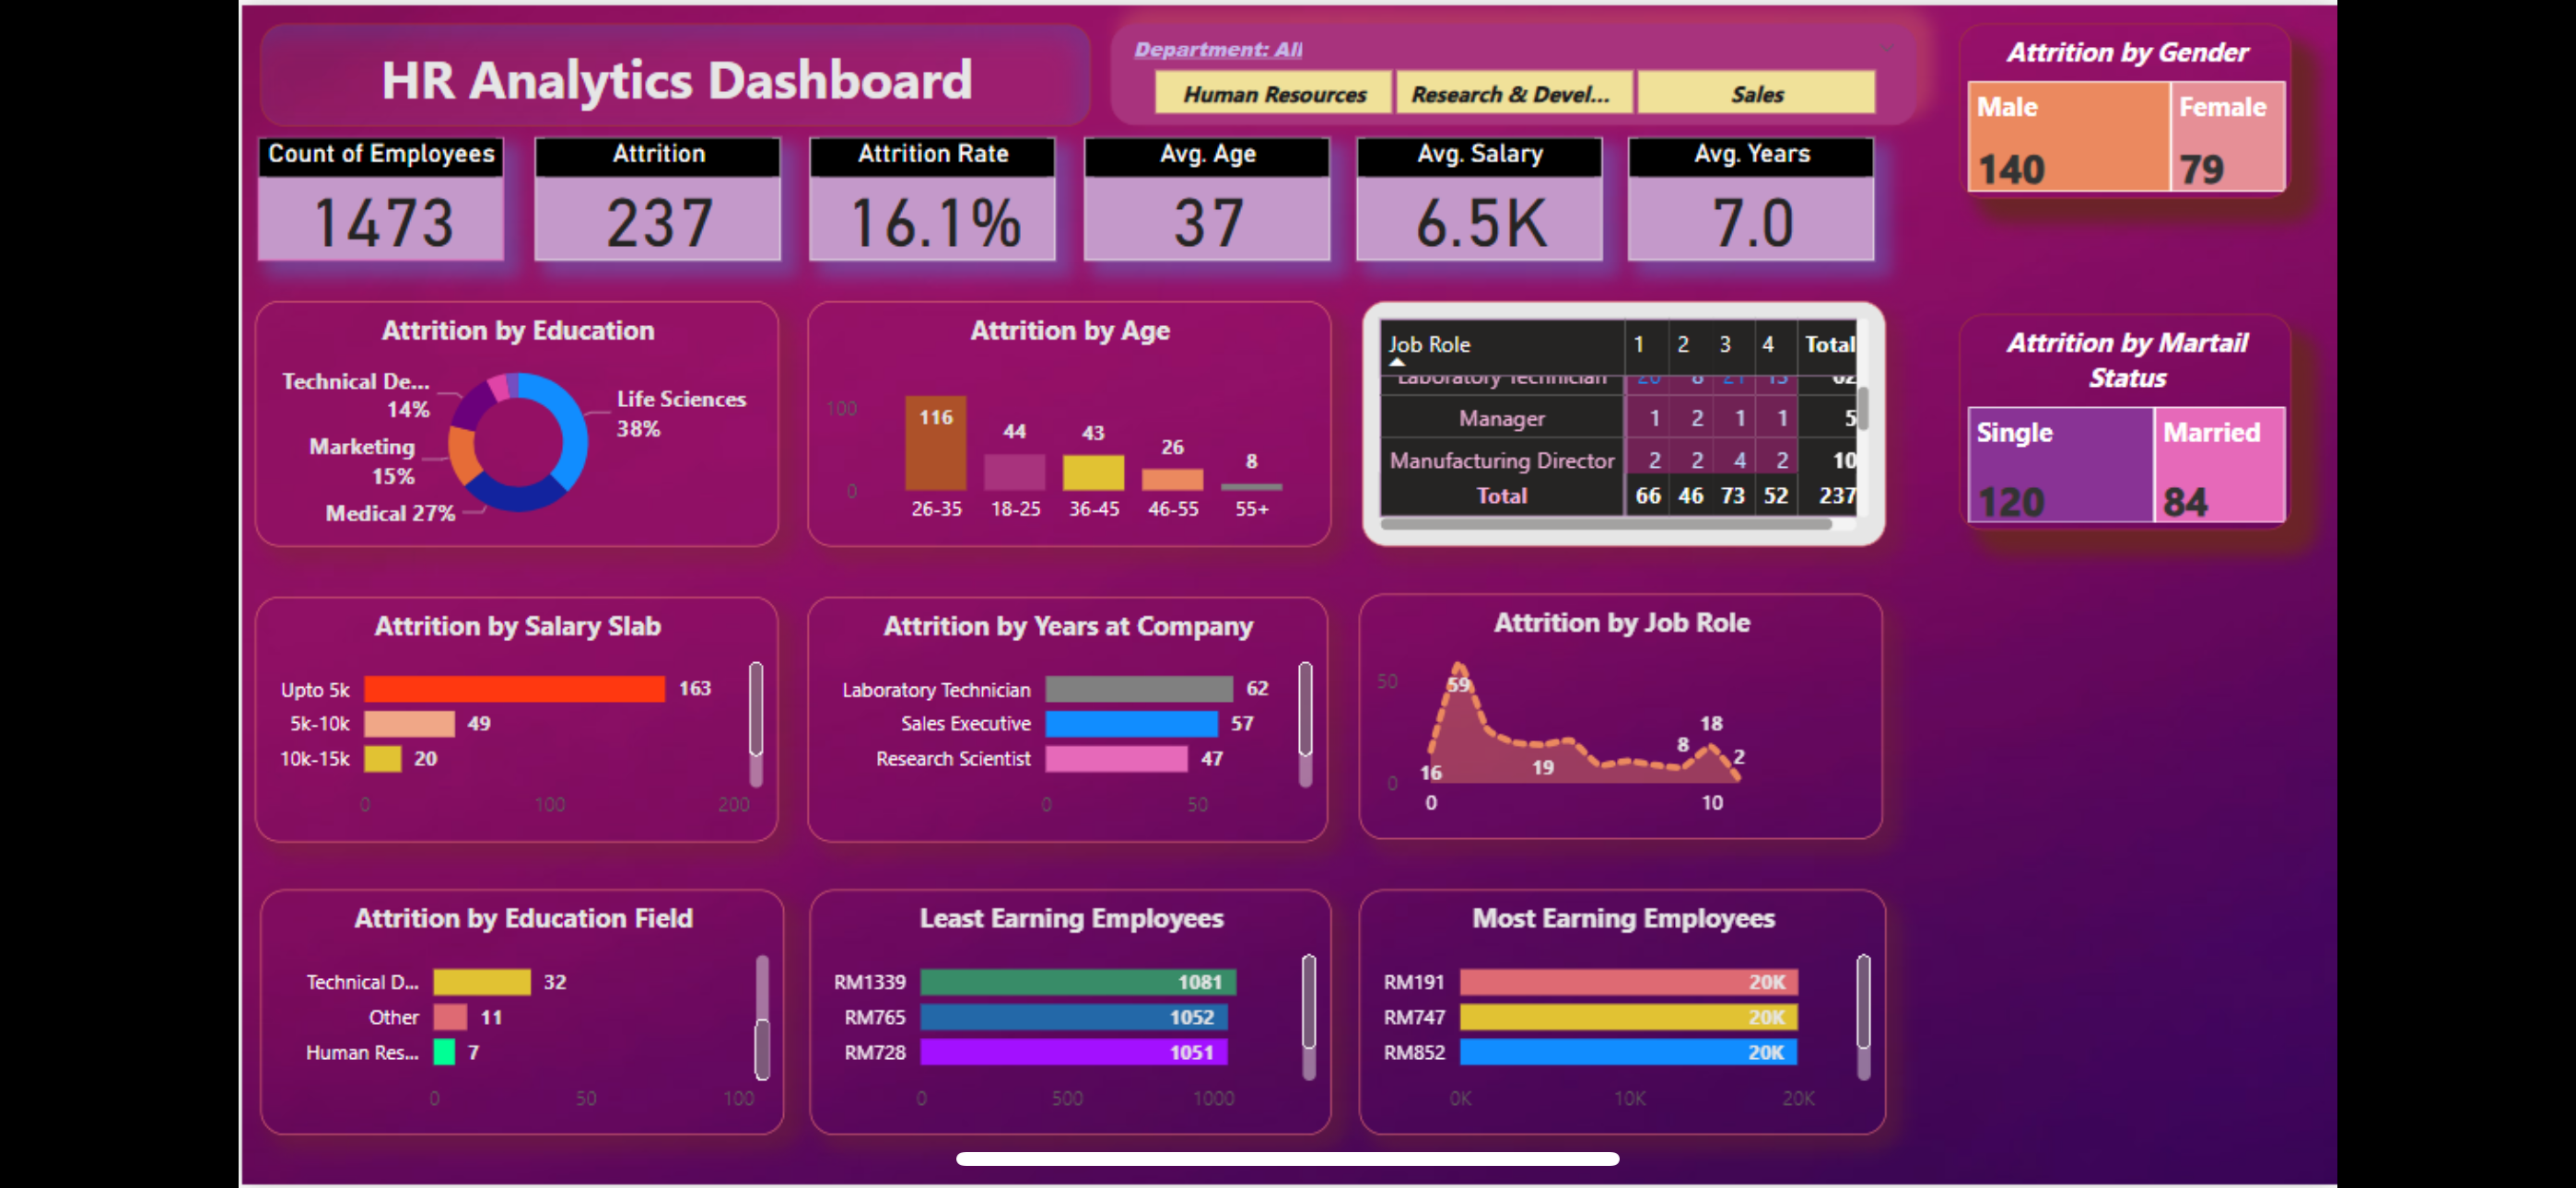 HR Analytics Dashboard
Department: All
Human Resources
Research & Devel...
Sales
Attrition by Gender
Male
140
Female
79
Count of Employees
1473
Attrition
237
Attrition Rate
16.1%
Avg. Age
37
Avg. Salary
6.5K
Avg. Years
7.0
Attrition by Education
Technical De...
14%
Marketing
15%
Medical 27%
Life Sciences
38%
Attrition by Age
100
0
116
44
43
26
8
26-35
18-25
36-45
46-55
55+
Job Role 1 2 3 4 Total
Laboratory Technician 20 8 21 13 62
Manager 1 2 1 1 5
Manufacturing Director 2 2 4 2 10
Total 66 46 73 52 237
Attrition by Martail
Status
Single
120
Married
84
Attrition by Salary Slab
Upto 5k 163
5k-10k 49
10k-15k 20
0 100 200
Attrition by Years at Company
Laboratory Technician 62
Sales Executive 57
Research Scientist 47
0 50
Attrition by Job Role
50
0
59
16
19
8
18
2
0 10
Attrition by Education Field
Technical D... 32
Other 11
Human Res... 7
0 50 100
Least Earning Employees
RM1339 1081
RM765 1052
RM728 1051
0 500 1000
Most Earning Employees
RM191 20K
RM747 20K
RM852 20K
0K 10K 20K